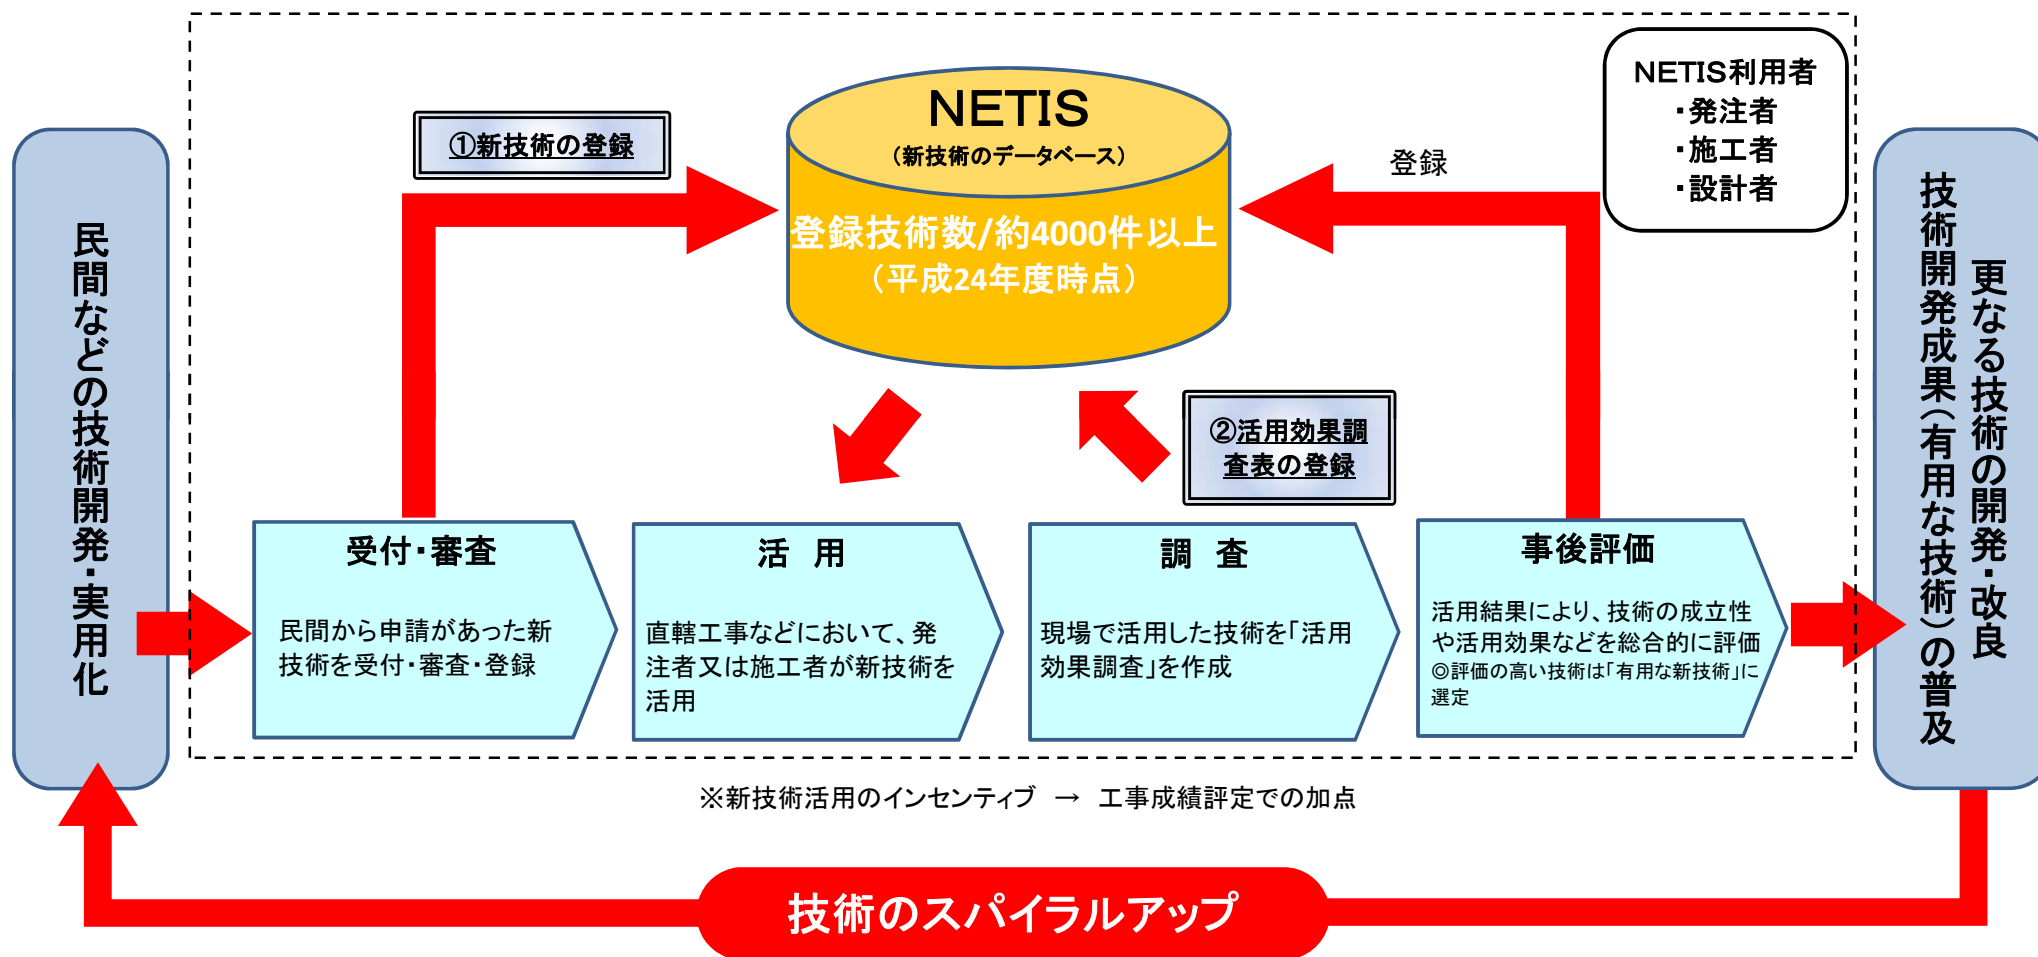 民間などの技術開発・実用化
①新技術の登録
NETIS
（新技術のデータベース）
登録技術数/約4000件以上
（平成24年度時点）
登録
NETIS利用者
・発注者
・施工者
・設計者
②活用効果調
査表の登録
受付・審査
民間から申請があった新
技術を受付・審査・登録
活　用
直轄工事などにおいて、発
注者又は施工者が新技術を
活用
調　査
現場で活用した技術を「活用
効果調査」を作成
事後評価
活用結果により、技術の成立性
や活用効果などを総合的に評価
◎評価の高い技術は「有用な新技術」に
選定
更なる技術の開発・改良
技術開発成果（有用な技術）の普及
※新技術活用のインセンティブ　→　工事成績評定での加点
技術のスパイラルアップ